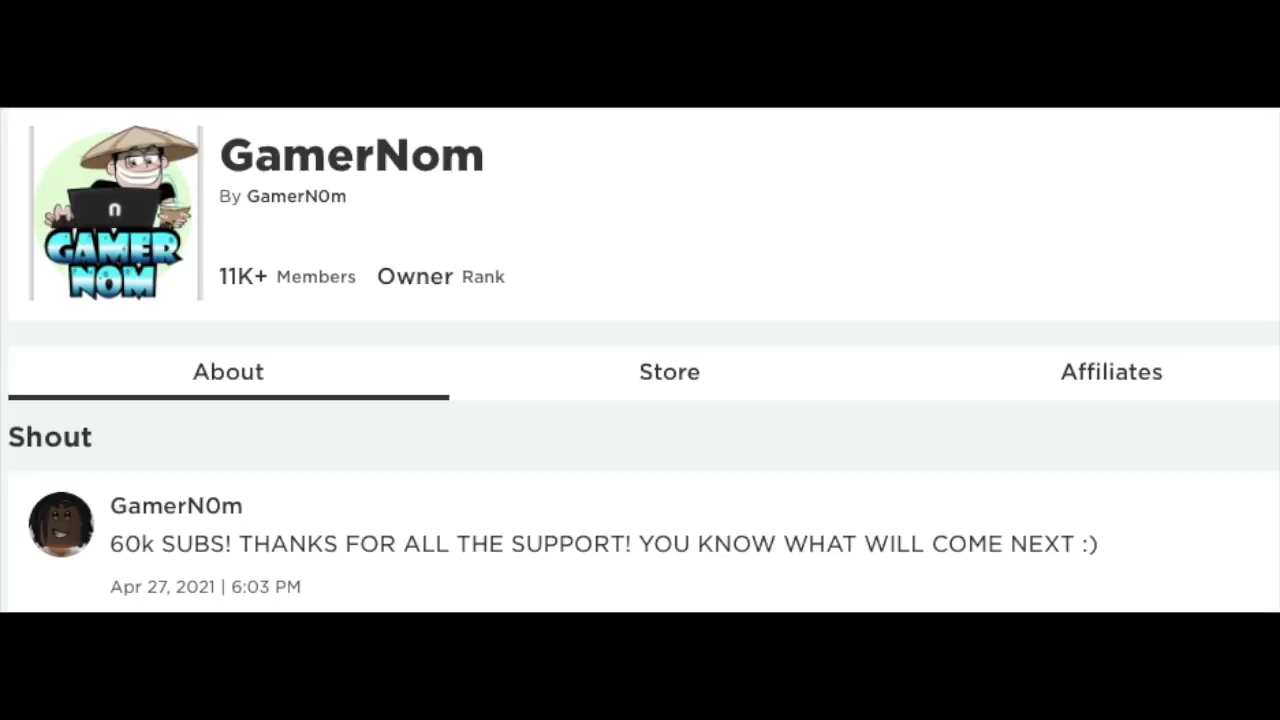 GamerNom
By GamerN0m
11K+ Members Owner Rank
n
GAMER
NOM
About Store Affiliates
Shout
GamerN0m
60k SUBS! THANKS FOR ALL THE SUPPORT! YOU KNOW WHAT WILL COME NEXT :)
Apr 27, 2021 | 6:03 PM